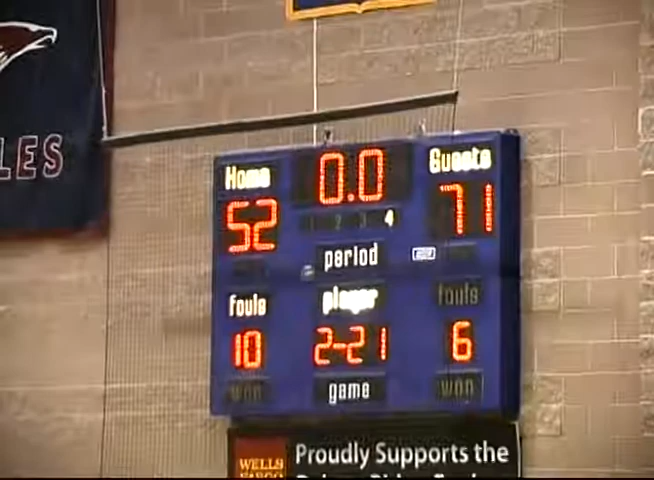 LES
Home
0.0
Guests
52
1 2 3 4
71
period
fouls
player
fouls
10
2-21
6
won
game
won
WELLS
FARGO
Proudly Supports the